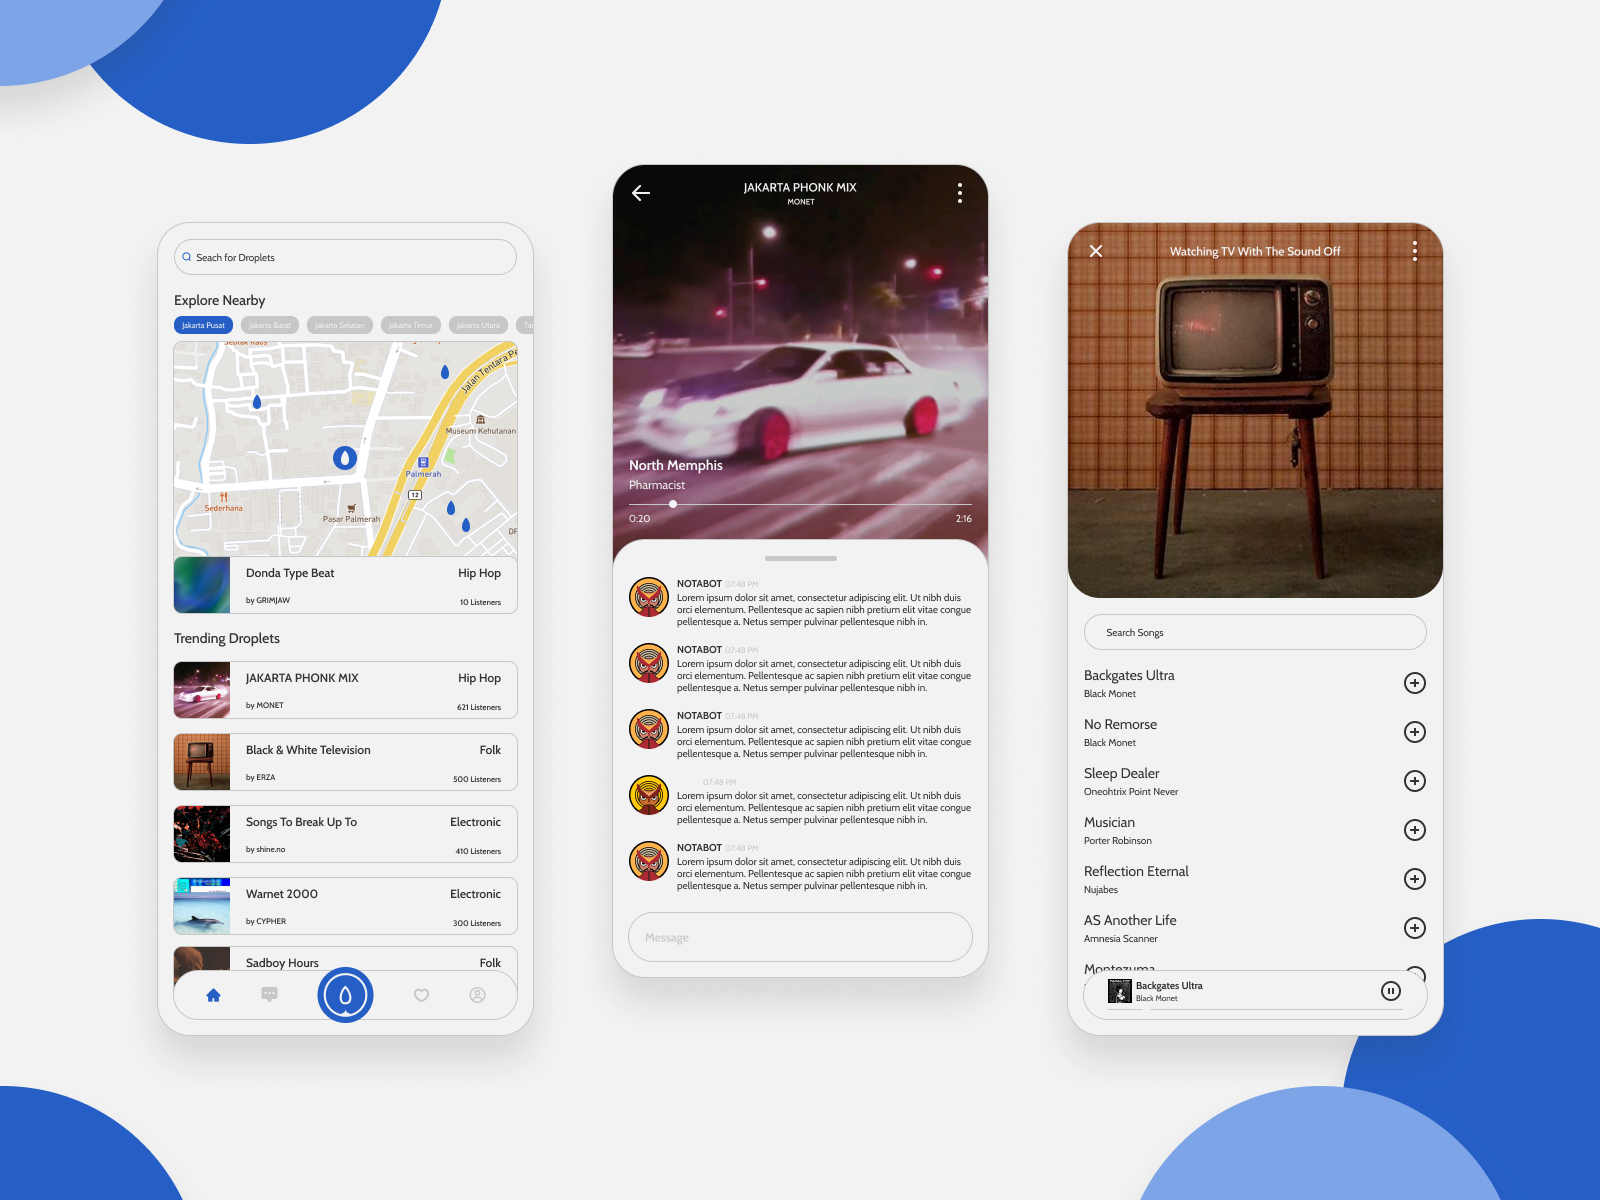 Seach for Droplets
Explore Nearby
Jakarta Pusat Jakarta Barat Jakarta Selatan Jakarta Timur Jakarta Utara
Jalan Tentara Pe
Museum Kehutanan
Palmerah
12
Sederhana
Pasar Palmerah
Donda Type Beat Hip Hop
by GRIMJAW 10 Listeners
Trending Droplets
JAKARTA PHONK MIX Hip Hop
by MONET 621 Listeners
Black & White Television Folk
by ERZA 500 Listeners
Songs To Break Up To Electronic
by shine.no 410 Listeners
Warnet 2000 Electronic
by CYPHER 300 Listeners
Sadboy Hours Folk
JAKARTA PHONK MIX
MONET
North Memphis
Pharmacist
0:20 2:16
NOTABOT 07:48 PM
Lorem ipsum dolor sit amet, consectetur adipiscing elit. Ut nibh duis
orci elementum. Pellentesque ac sapien nibh pretium elit vitae congue
pellentesque a. Netus semper pulvinar pellentesque nibh in.
NOTABOT 07:48 PM
Lorem ipsum dolor sit amet, consectetur adipiscing elit. Ut nibh duis
orci elementum. Pellentesque ac sapien nibh pretium elit vitae congue
pellentesque a. Netus semper pulvinar pellentesque nibh in.
NOTABOT 07:48 PM
Lorem ipsum dolor sit amet, consectetur adipiscing elit. Ut nibh duis
orci elementum. Pellentesque ac sapien nibh pretium elit vitae congue
pellentesque a. Netus semper pulvinar pellentesque nibh in.
07:48 PM
Lorem ipsum dolor sit amet, consectetur adipiscing elit. Ut nibh duis
orci elementum. Pellentesque ac sapien nibh pretium elit vitae congue
pellentesque a. Netus semper pulvinar pellentesque nibh in.
NOTABOT 07:48 PM
Lorem ipsum dolor sit amet, consectetur adipiscing elit. Ut nibh duis
orci elementum. Pellentesque ac sapien nibh pretium elit vitae congue
pellentesque a. Netus semper pulvinar pellentesque nibh in.
Message
Watching TV With The Sound Off
Search Songs
Backgates Ultra
Black Monet
No Remorse
Black Monet
Sleep Dealer
Oneohtrix Point Never
Musician
Porter Robinson
Reflection Eternal
Nujabes
AS Another Life
Amnesia Scanner
Montezuma
Backgates Ultra
Black Monet